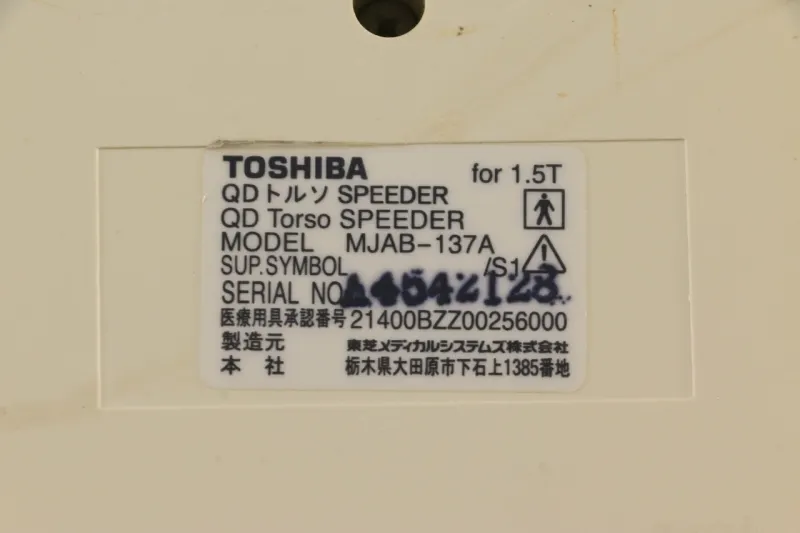 TOSHIBA for 1.5T
QDトルソ SPEEDER
QD Torso SPEEDER
MODEL MJAB-137A
SUP.SYMBOL /S1
SERIAL NO A4542128
医療用具承認番号 21400BZZ00256000
製造元 東芝メディカルシステムズ株式会社
本社 栃木県大田原市下石上1385番地